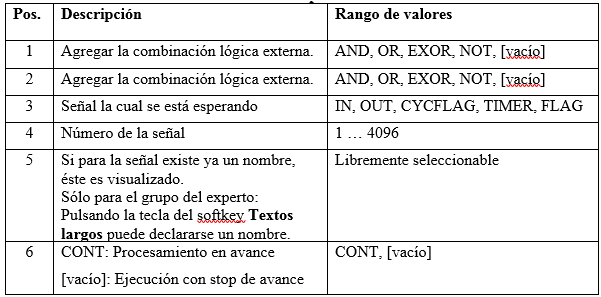 Pos. Descripción Rango de valores
1 Agregar la combinación lógica externa. AND, OR, EXOR, NOT, [vacío]
2 Agregar la combinación lógica externa. AND, OR, EXOR, NOT, [vacío]
3 Señal la cual se está esperando IN, OUT, CYCFLAG, TIMER, FLAG
4 Número de la señal 1 … 4096
5 Si para la señal existe ya un nombre, Libremente seleccionable
éste es visualizado.
Sólo para el grupo del experto:
Pulsando la tecla del softkey Textos
largos puede declararse un nombre.
6 CONT: Procesamiento en avance CONT, [vacío]
[vacío]: Ejecución con stop de avance